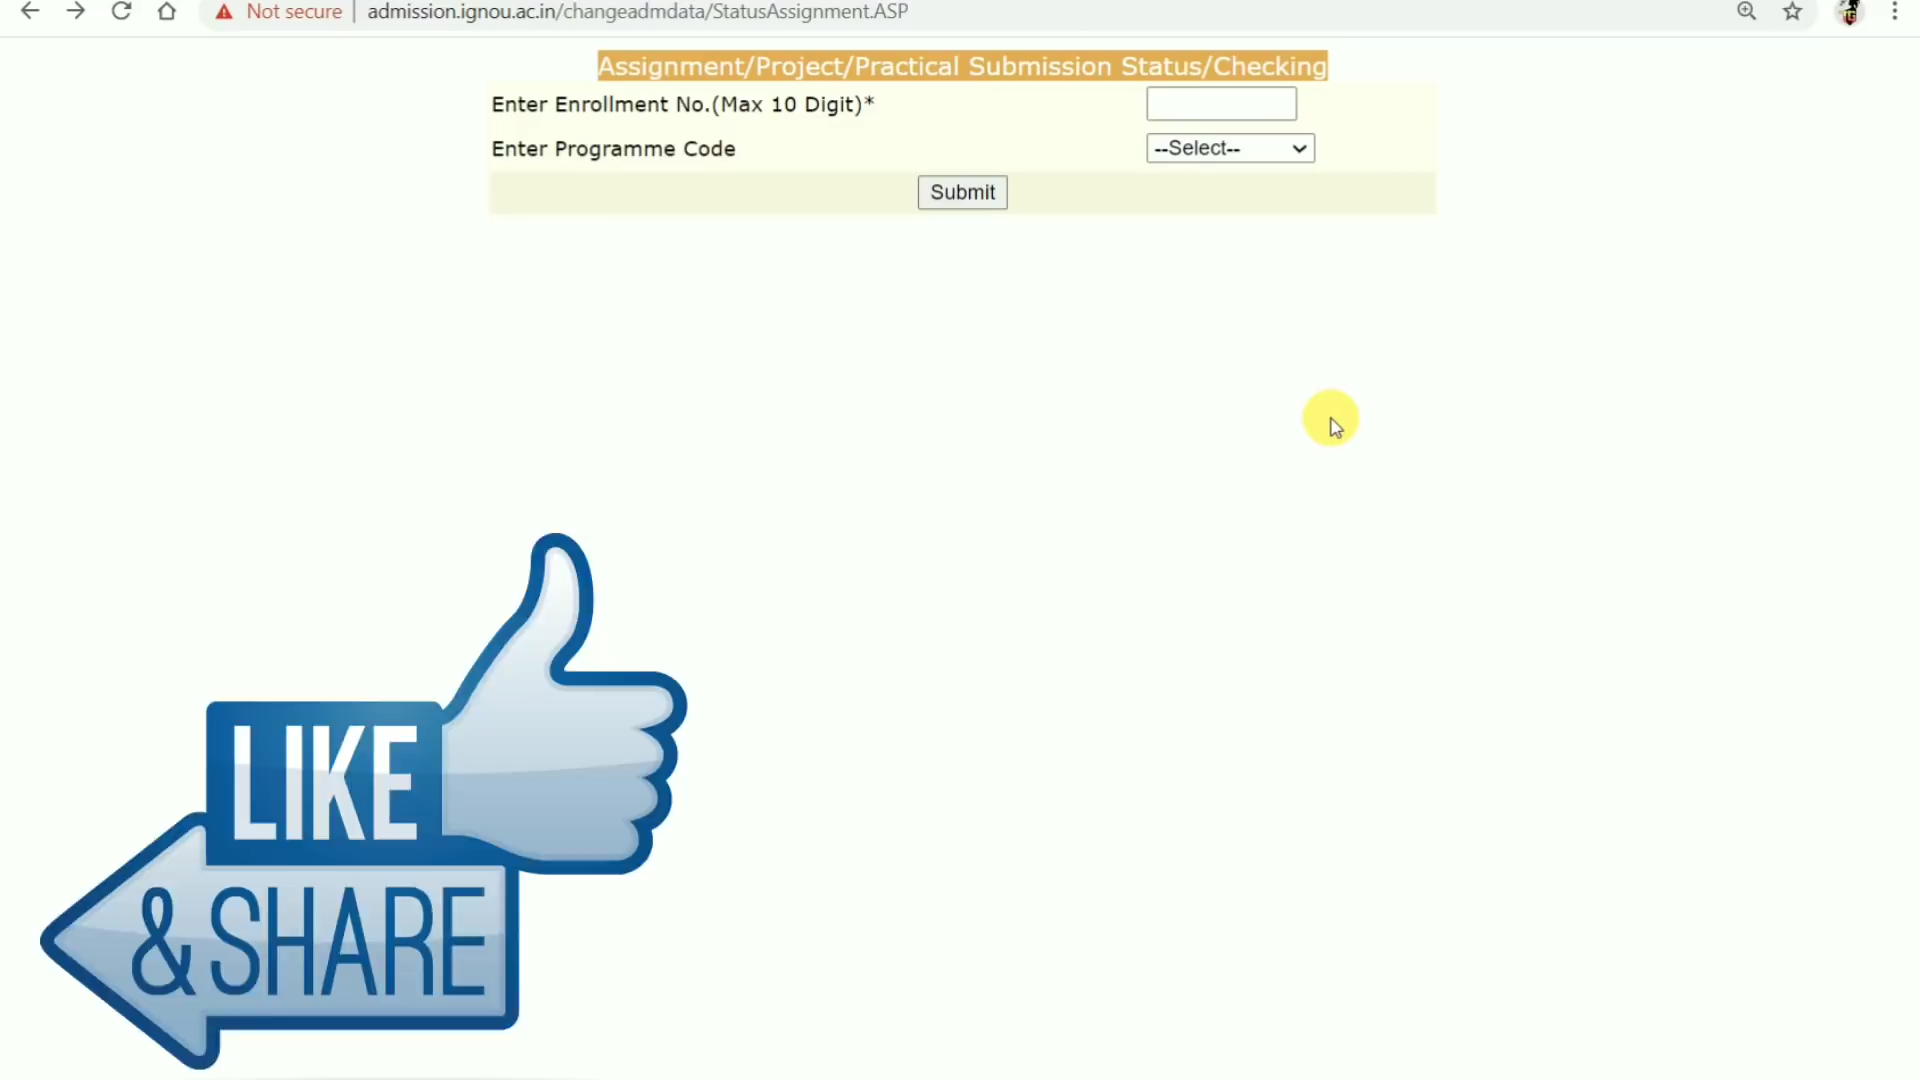 Not secure | admission.ignou.ac.in/changeadmdata/StatusAssignment.ASP
Assignment/Project/Practical Submission Status/Checking
Enter Enrollment No.(Max 10 Digit)*
Enter Programme Code --Select--
Submit
LIKE
& SHARE